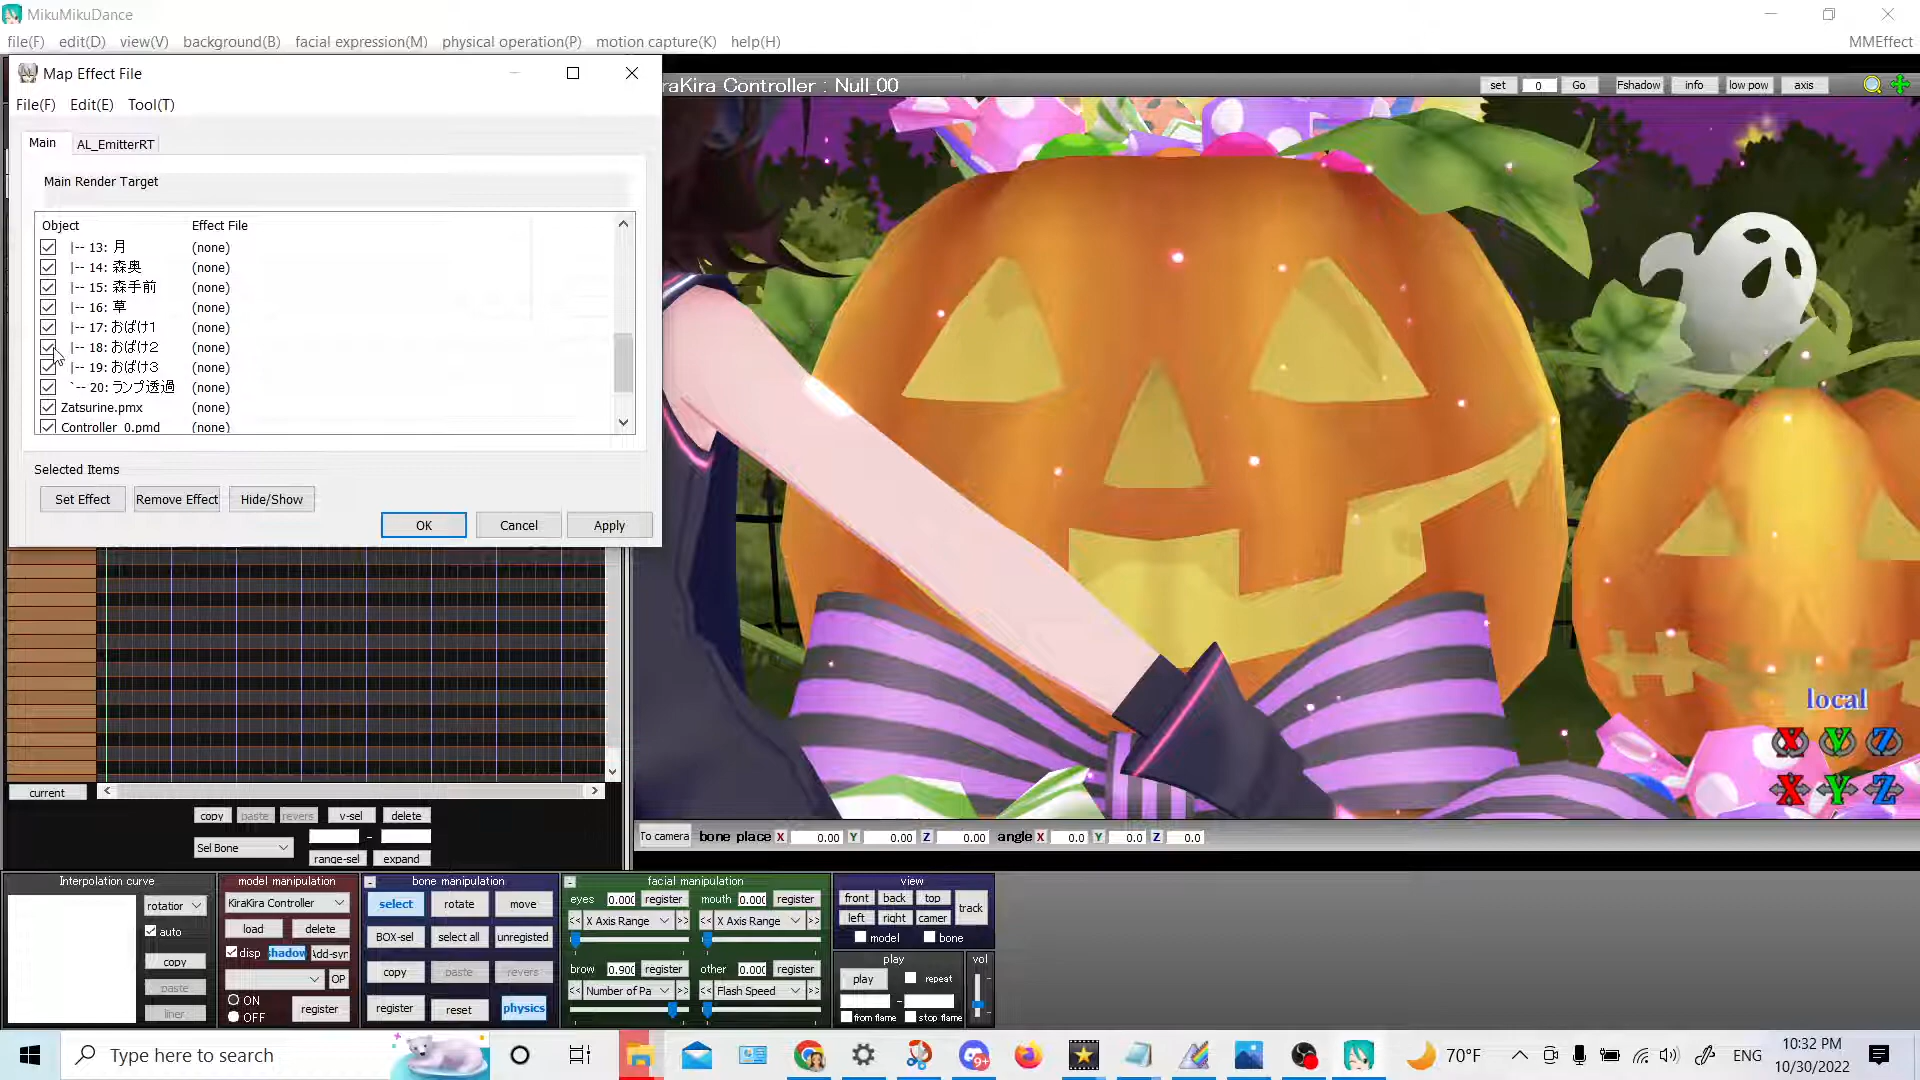 MikuMikuDance
file(F) edit(D) view(V) background(B) facial expression(M) physical operation(P) motion capture(K) help(H) MMEffect
Map Effect File
raKira Controller : Null_00
set 0 Go Fshadow info low pow axis
File(F) Edit(E) Tool(T)
Main AL_EmitterRT
Main Render Target
Object Effect File
|-- 13: 月 (none)
|-- 14: 森奥 (none)
|-- 15: 森手前 (none)
|-- 16: 草 (none)
|-- 17: おばけ1 (none)
|-- 18: おばけ2 (none)
|-- 19: おばけ3 (none)
`-- 20: ランプ透過 (none)
Zatsurine.pmx (none)
Controller_0.pmd (none)
Selected Items
Set Effect Remove Effect Hide/Show
OK Cancel Apply
local
X Y Z
X Y Z
current
copy paste revers v-sel delete
Sel Bone -
range-sel expand
To camera bone place X 0.00 Y 0.00 Z 0.00 angle X 0.0 Y 0.0 Z 0.0
Interpolation curve
rotation
auto
copy
paste
liner
model manipulation
KiraKira Controller
load delete
disp shadow Add-syn
OP
ON
OFF
register
- bone manipulation
select rotate move
BOX-sel select all unregisted
copy paste revers
register reset physics
- facial manipulation
eyes 0.000 register mouth 0.000 register
<< X Axis Range >> << X Axis Range >>
brow 0.900 register other 0.000 register
<< Number of Pa >> << Flash Speed >>
view
front back top
left right camer
track
model bone
play
play repeat
-
from flame stop flame
vol
Type here to search
9+
70°F
ENG
10:32 PM
10/30/2022